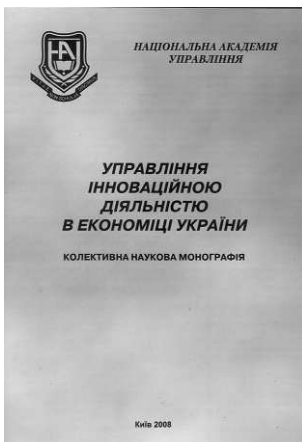 НАЦІОНАЛЬНА АКАДЕМІЯ
УПРАВЛІННЯ
УПРАВЛІННЯ
ІННОВАЦІЙНОЮ
ДІЯЛЬНІСТЮ
В ЕКОНОМІЦІ УКРАЇНИ
КОЛЕКТИВНА НАУКОВА МОНОГРАФІЯ
Київ 2008